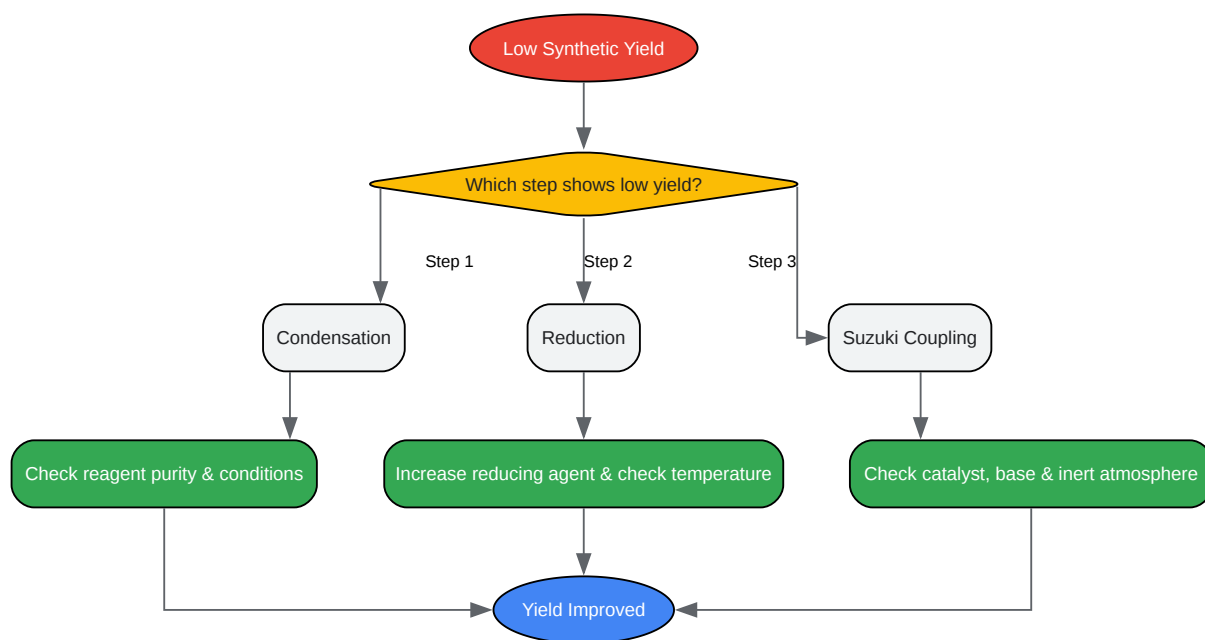 Low Synthetic Yield
Which step shows low yield?
Step 1
Step 2
Step 3
Condensation
Reduction
Suzuki Coupling
Check reagent purity & conditions
Increase reducing agent & check temperature
Check catalyst, base & inert atmosphere
Yield Improved